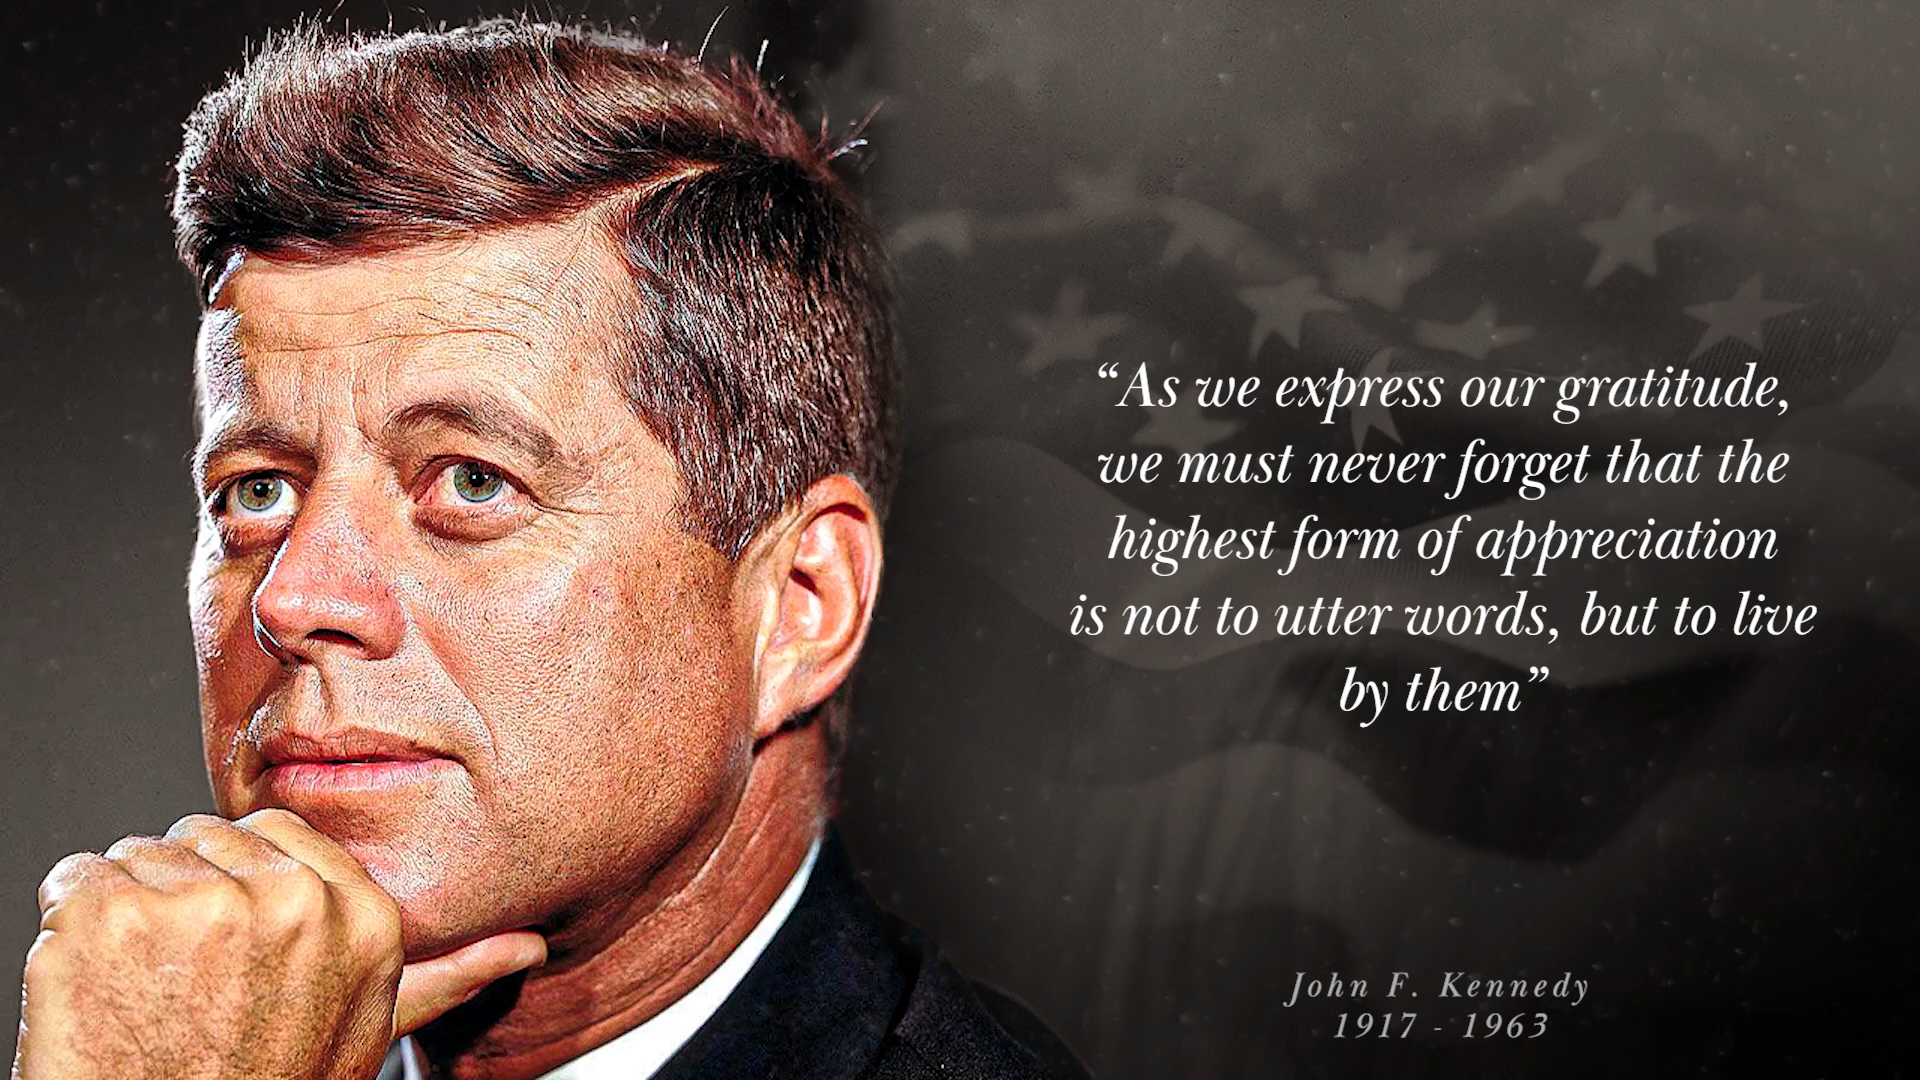 “As we express our gratitude,
we must never forget that the
highest form of appreciation
is not to utter words, but to live
by them”
John F. Kennedy
1917 - 1963